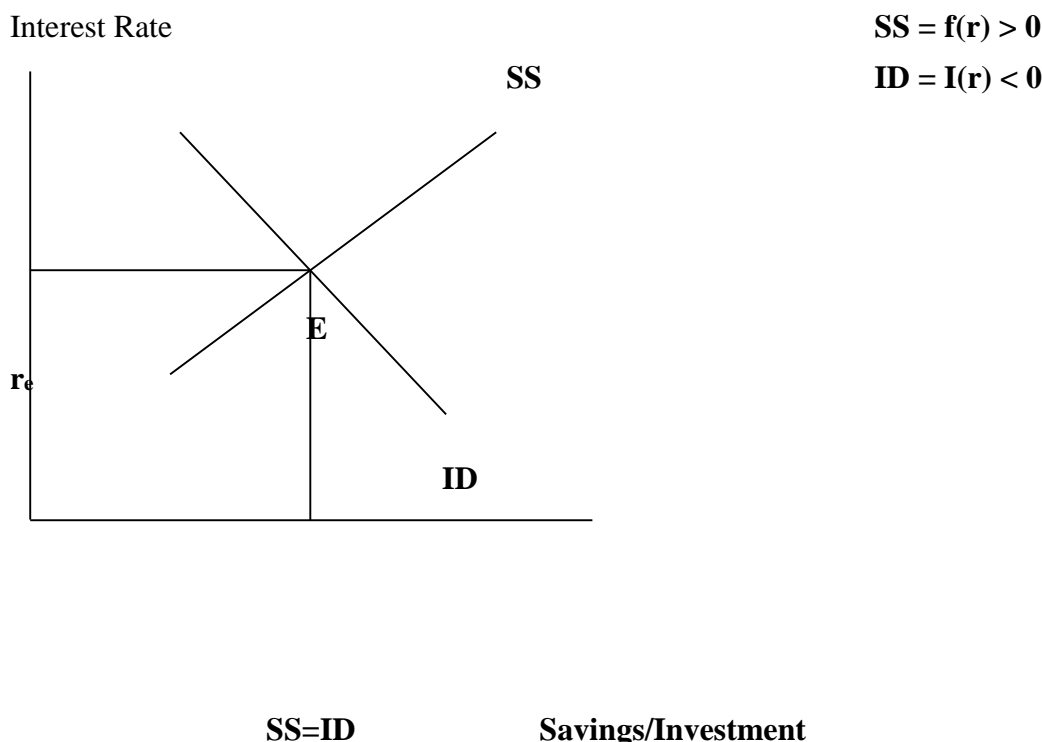 Interest Rate
SS = f(r) > 0
SS
ID = I(r) < 0
E
rₑ
ID
SS=ID
Savings/Investment